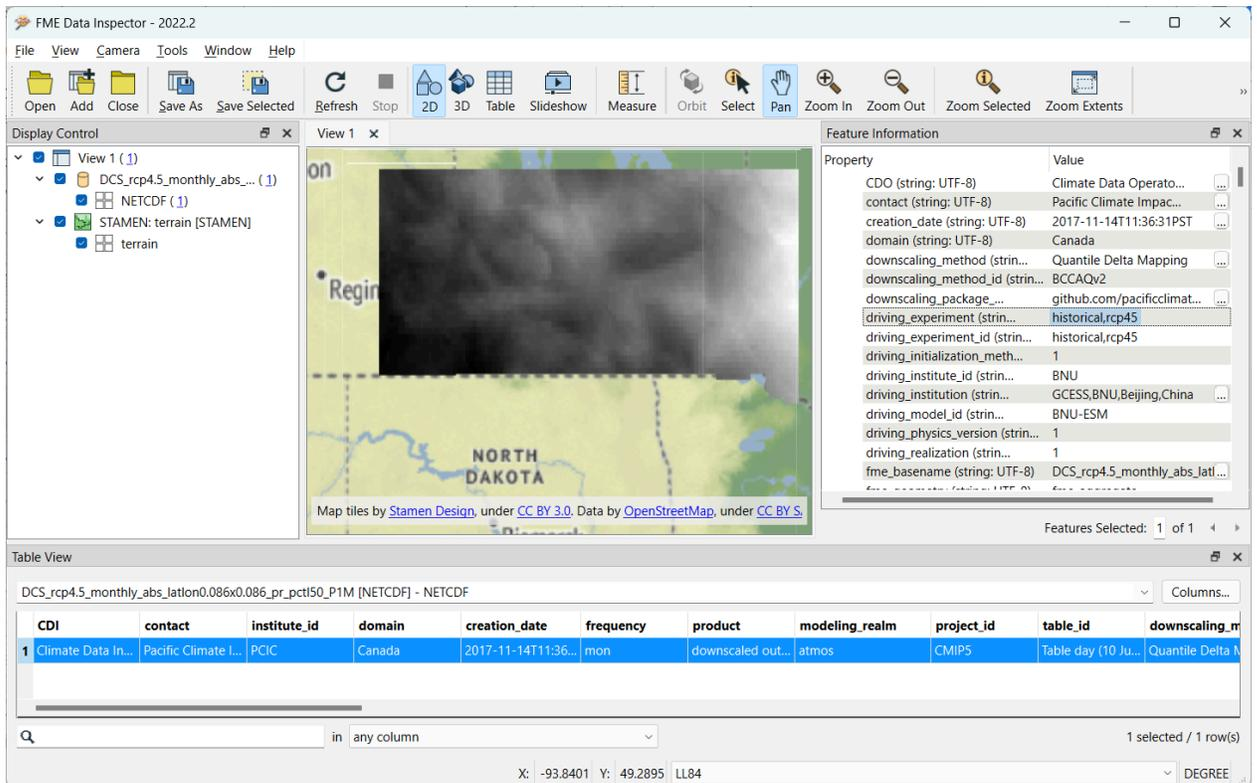 FME Data Inspector - 2022.2
File View Camera Tools Window Help
Open Add Close Save As Save Selected Refresh Stop 2D 3D Table Slideshow Measure Orbit Select Pan Zoom In Zoom Out Zoom Selected Zoom Extents »
Display Control
View 1 (1)
DCS_rcp4.5_monthly_abs_... (1)
NETCDF (1)
STAMEN: terrain [STAMEN]
terrain
View 1
on
Regin
NORTH
DAKOTA
Map tiles by Stamen Design, under CC BY 3.0. Data by OpenStreetMap, under CC BY S
Feature Information
Property Value
CDO (string: UTF-8) Climate Data Operato... ...
contact (string: UTF-8) Pacific Climate Impac... ...
creation_date (string: UTF-8) 2017-11-14T11:36:31PST ...
domain (string: UTF-8) Canada
downscaling_method (strin... Quantile Delta Mapping ...
downscaling_method_id (strin... BCCAQv2
downscaling_package_... github.com/pacificclimat... ...
driving_experiment (strin... historical,rcp45
driving_experiment_id (strin... historical,rcp45
driving_initialization_meth... 1
driving_institute_id (strin... BNU
driving_institution (strin... GCESS,BNU,Beijing,China ...
driving_model_id (strin... BNU-ESM
driving_physics_version (strin... 1
driving_realization (strin... 1
fme_basename (string: UTF-8) DCS_rcp4.5_monthly_abs_latl...
Features Selected: 1 of 1
Table View
DCS_rcp4.5_monthly_abs_latlon0.086x0.086_pr_pctl50_P1M [NETCDF] - NETCDF Columns...
CDI contact institute_id domain creation_date frequency product modeling_realm project_id table_id downscaling_m
1 Climate Data In... Pacific Climate I... PCIC Canada 2017-11-14T11:36... mon downscaled out... atmos CMIP5 Table day (10 Ju... Quantile Delta M
in any column 1 selected / 1 row(s)
X: -93.8401 Y: 49.2895 LL84 DEGREE